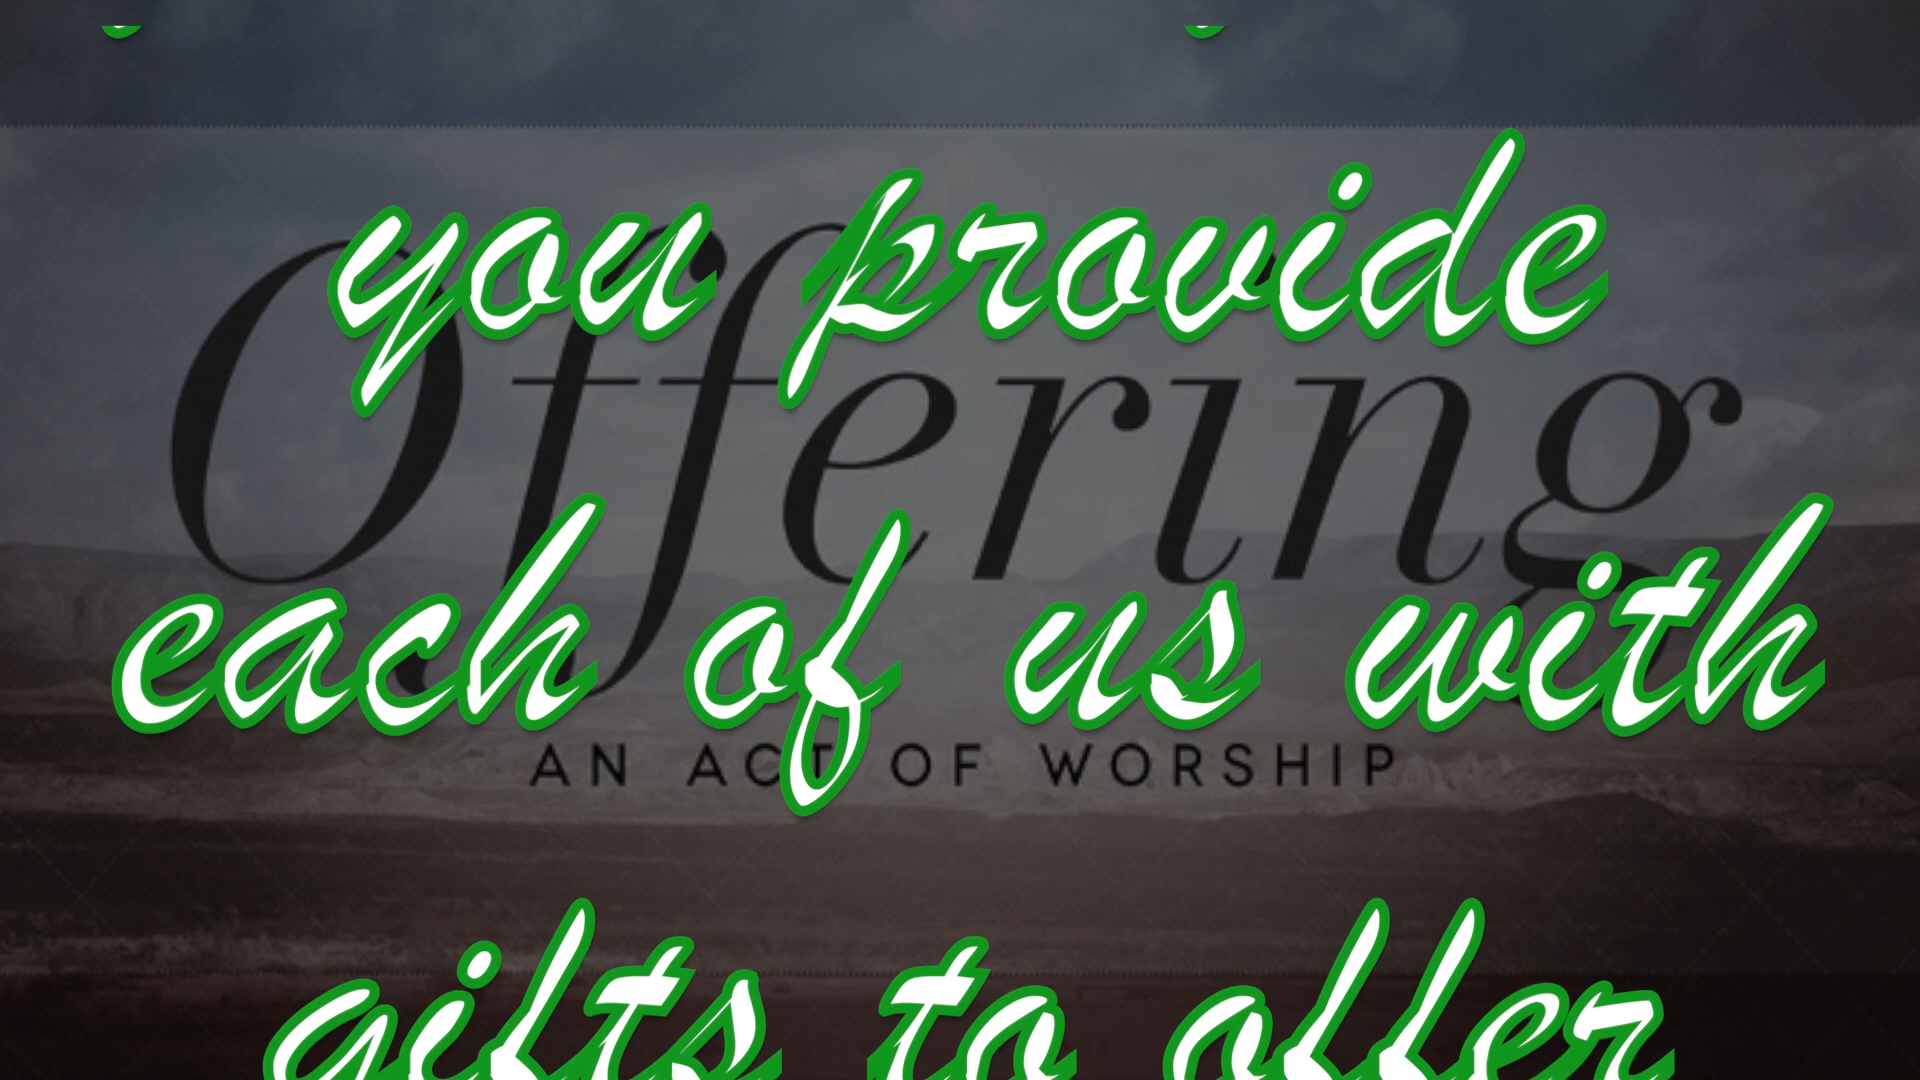 you provide
Offering
each of us with
AN ACT OF WORSHIP
gifts to offer